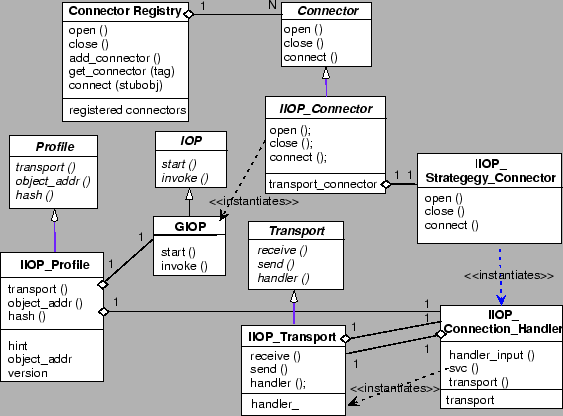 Connector Registry
open ()
close ()
add_connector ()
get_connector (tag)
connect (stubobj)
registered connectors
1
N
Connector
open ()
close ()
connect ()
IIOP_Connector
open ();
close ();
connect ();
transport_connector
1 1
IIOP_
Strategegy_Connector
open ()
close ()
connect ()
Profile
transport ()
object_addr ()
hash ()
IOP
start ()
invoke ()
<<instantiates>>
GIOP
start ()
invoke ()
Transport
receive ()
send ()
handler ()
<<instantiates>>
IIOP_Profile
transport ()
object_addr ()
hash ()
hint
object_addr
version
1
1
1
1
IIOP_Transport
receive ()
send ()
handler ();
handler_
1
1
1
1
<<instantiates>>
IIOP_
Connection_Handler
handler_input ()
svc ()
transport ()
transport